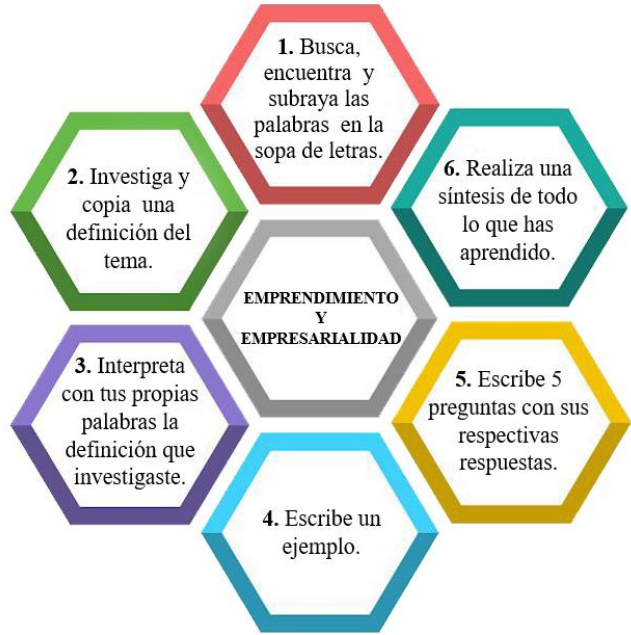 1. Busca,
encuentra y
subraya las
palabras en la
sopa de letras.
2. Investiga y
copia una
definición del
tema.
3. Interpreta
con tus propias
palabras la
definición que
investigaste.
4. Escribe un
ejemplo.
5. Escribe 5
preguntas con sus
respectivas
respuestas.
6. Realiza una
síntesis de todo
lo que has
aprendido.
EMPRENDIMIENTO
Y
EMPRESARIALIDAD